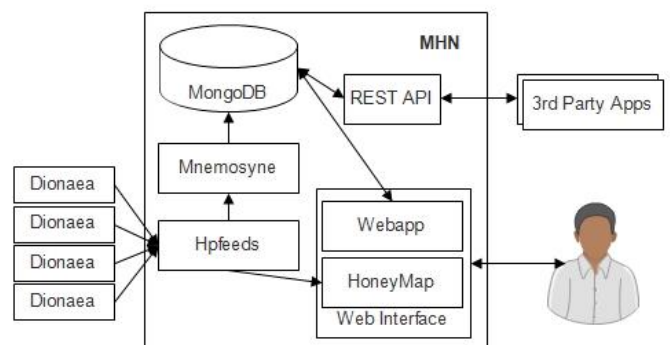 MHN
MongoDB
REST API
3rd Party Apps
Mnemosyne
Dionaea
Dionaea
Dionaea
Dionaea
Hpfeeds
Webapp
HoneyMap
Web Interface